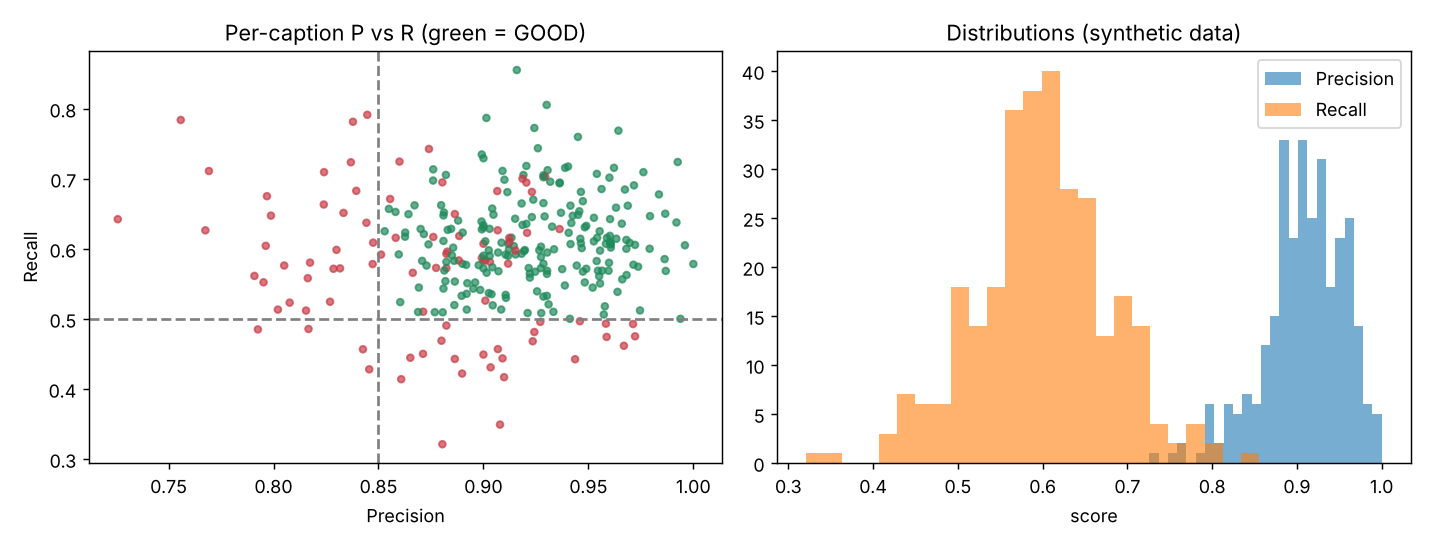 Per-caption P vs R (green = GOOD)
Recall
0.8
0.7
0.6
0.5
0.4
0.3
0.75 0.80 0.85 0.90 0.95 1.00
Precision
Distributions (synthetic data)
Precision
Recall
40
35
30
25
20
15
10
5
0
0.3 0.4 0.5 0.6 0.7 0.8 0.9 1.0
score